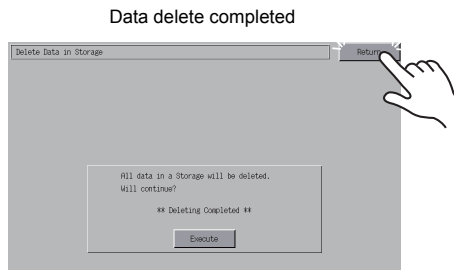 Data delete completed
Delete Data in Storage
Return
All data in a Storage will be deleted.
Will continue?
** Deleting Completed **
Execute